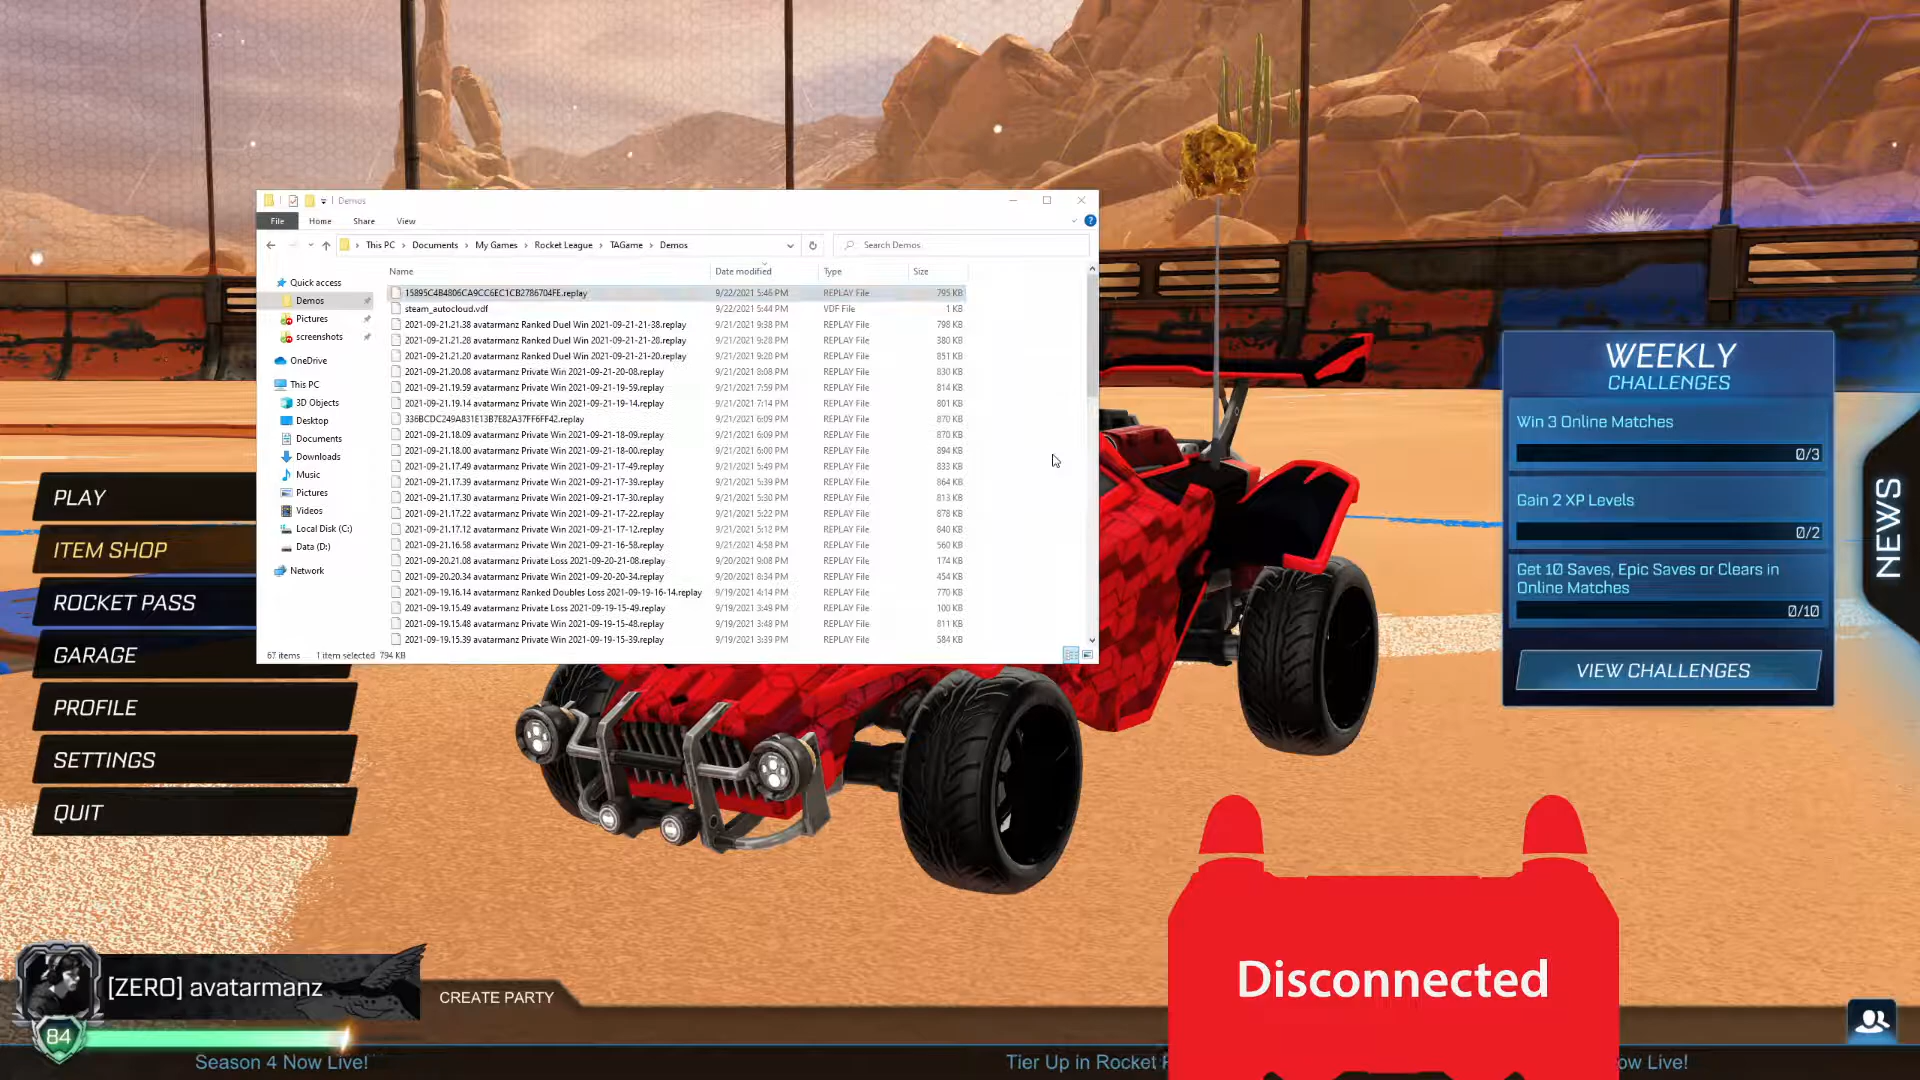 Demos
File Home Share View
This PC Documents My Games Rocket League TAGame Demos
Search Demos
Name Date modified Type Size
Quick access
Demos
Pictures
screenshots
OneDrive
This PC
3D Objects
Desktop
Documents
Downloads
Music
Pictures
Videos
Local Disk (C:)
Data (D:)
Network
15895C4B4806CA9CC6EC1CB2786704FE.replay 9/22/2021 5:46 PM REPLAY File 795 KB
steam_autocloud.vdf 9/22/2021 5:44 PM VDF File 1 KB
2021-09-21.21.38 avatarmanz Ranked Duel Win 2021-09-21-21-38.replay 9/21/2021 9:38 PM REPLAY File 798 KB
2021-09-21.21.28 avatarmanz Ranked Duel Win 2021-09-21-21-28.replay 9/21/2021 9:28 PM REPLAY File 380 KB
2021-09-21.21.20 avatarmanz Ranked Duel Win 2021-09-21-21-20.replay 9/21/2021 9:20 PM REPLAY File 851 KB
2021-09-21.20.08 avatarmanz Private Win 2021-09-21-20-08.replay 9/21/2021 8:08 PM REPLAY File 830 KB
2021-09-21.19.59 avatarmanz Private Win 2021-09-21-19-59.replay 9/21/2021 7:59 PM REPLAY File 814 KB
2021-09-21.19.14 avatarmanz Private Win 2021-09-21-19-14.replay 9/21/2021 7:14 PM REPLAY File 801 KB
336BCDC249A831E13B7E82A37FF6FF42.replay 9/21/2021 6:09 PM REPLAY File 870 KB
2021-09-21.18.09 avatarmanz Private Win 2021-09-21-18-09.replay 9/21/2021 6:09 PM REPLAY File 870 KB
2021-09-21.18.00 avatarmanz Private Win 2021-09-21-18-00.replay 9/21/2021 6:00 PM REPLAY File 894 KB
2021-09-21.17.49 avatarmanz Private Win 2021-09-21-17-49.replay 9/21/2021 5:49 PM REPLAY File 833 KB
2021-09-21.17.39 avatarmanz Private Win 2021-09-21-17-39.replay 9/21/2021 5:39 PM REPLAY File 864 KB
2021-09-21.17.30 avatarmanz Private Win 2021-09-21-17-30.replay 9/21/2021 5:30 PM REPLAY File 813 KB
2021-09-21.17.22 avatarmanz Private Win 2021-09-21-17-22.replay 9/21/2021 5:22 PM REPLAY File 878 KB
2021-09-21.17.12 avatarmanz Private Win 2021-09-21-17-12.replay 9/21/2021 5:12 PM REPLAY File 840 KB
2021-09-21.16.58 avatarmanz Private Win 2021-09-21-16-58.replay 9/21/2021 4:58 PM REPLAY File 560 KB
2021-09-20.21.08 avatarmanz Private Loss 2021-09-20-21-08.replay 9/20/2021 9:08 PM REPLAY File 174 KB
2021-09-20.20.34 avatarmanz Private Win 2021-09-20-20-34.replay 9/20/2021 8:34 PM REPLAY File 454 KB
2021-09-19.16.14 avatarmanz Ranked Doubles Loss 2021-09-19-16-14.replay 9/19/2021 4:14 PM REPLAY File 770 KB
2021-09-19.15.49 avatarmanz Private Loss 2021-09-19-15-49.replay 9/19/2021 3:49 PM REPLAY File 100 KB
2021-09-19.15.48 avatarmanz Private Win 2021-09-19-15-48.replay 9/19/2021 3:48 PM REPLAY File 811 KB
2021-09-19.15.39 avatarmanz Private Win 2021-09-19-15-39.replay 9/19/2021 3:39 PM REPLAY File 584 KB
67 items 1 item selected 794 KB
PLAY
ITEM SHOP
ROCKET PASS
GARAGE
PROFILE
SETTINGS
QUIT
WEEKLY
CHALLENGES
Win 3 Online Matches
0/3
Gain 2 XP Levels
0/2
Get 10 Saves, Epic Saves or Clears in
Online Matches
0/10
VIEW CHALLENGES
NEWS
Disconnected
[ZERO] avatarmanz
84
CREATE PARTY
Season 4 Now Live! Tier Up in Rocket ow Live!